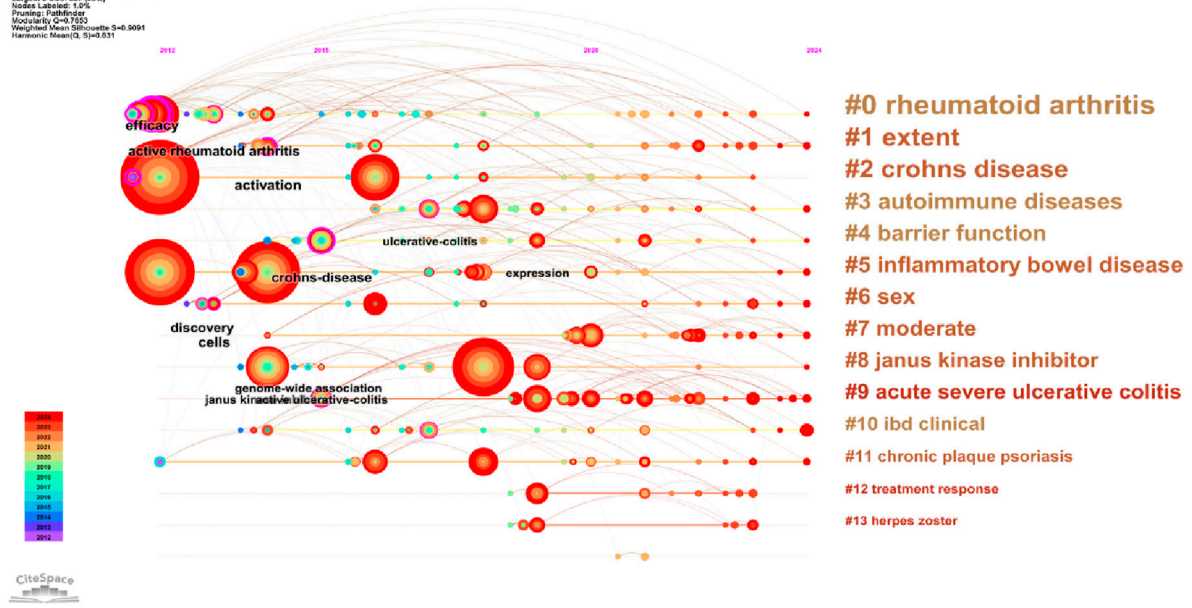 Nodes Labeled: 1.0%
Pruning: Pathfinder
Modularity Q=0.7653
Weighted Mean Silhouette S=0.9091
Harmonic Mean(Q, S)=0.831
2012
2015
2020
2024
efficacy
active rheumatoid arthritis
activation
ulcerative-colitis
crohns-disease
expression
discovery
cells
genome-wide association
janus kinase
active ulcerative-colitis
#0 rheumatoid arthritis
#1 extent
#2 crohns disease
#3 autoimmune diseases
#4 barrier function
#5 inflammatory bowel disease
#6 sex
#7 moderate
#8 janus kinase inhibitor
#9 acute severe ulcerative colitis
#10 ibd clinical
#11 chronic plaque psoriasis
#12 treatment response
#13 herpes zoster
2024
2023
2022
2021
2020
2019
2018
2017
2016
2015
2014
2013
2012
CiteSpace